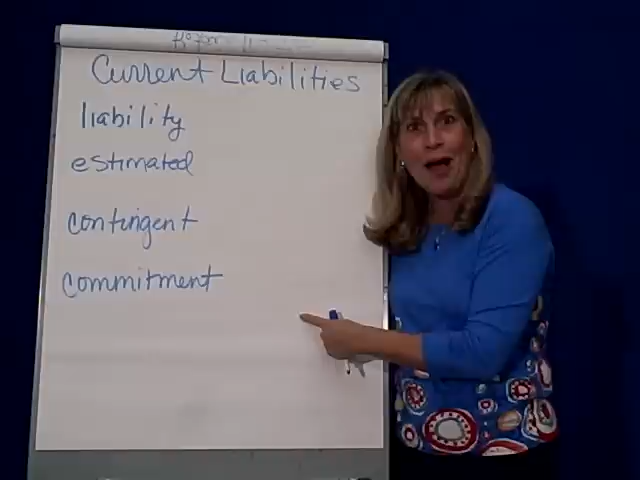 Current Liabilities
liability
estimated
contingent
commitment